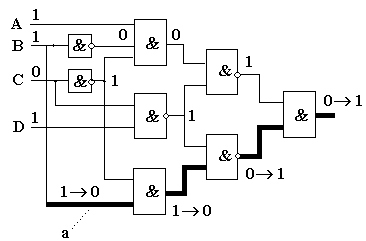 A 1
B 1 & 0 & 0
& 1
C 0 & 1
& 1 & 0→1
D 1
& 0→1
1→0 & 1→0
a